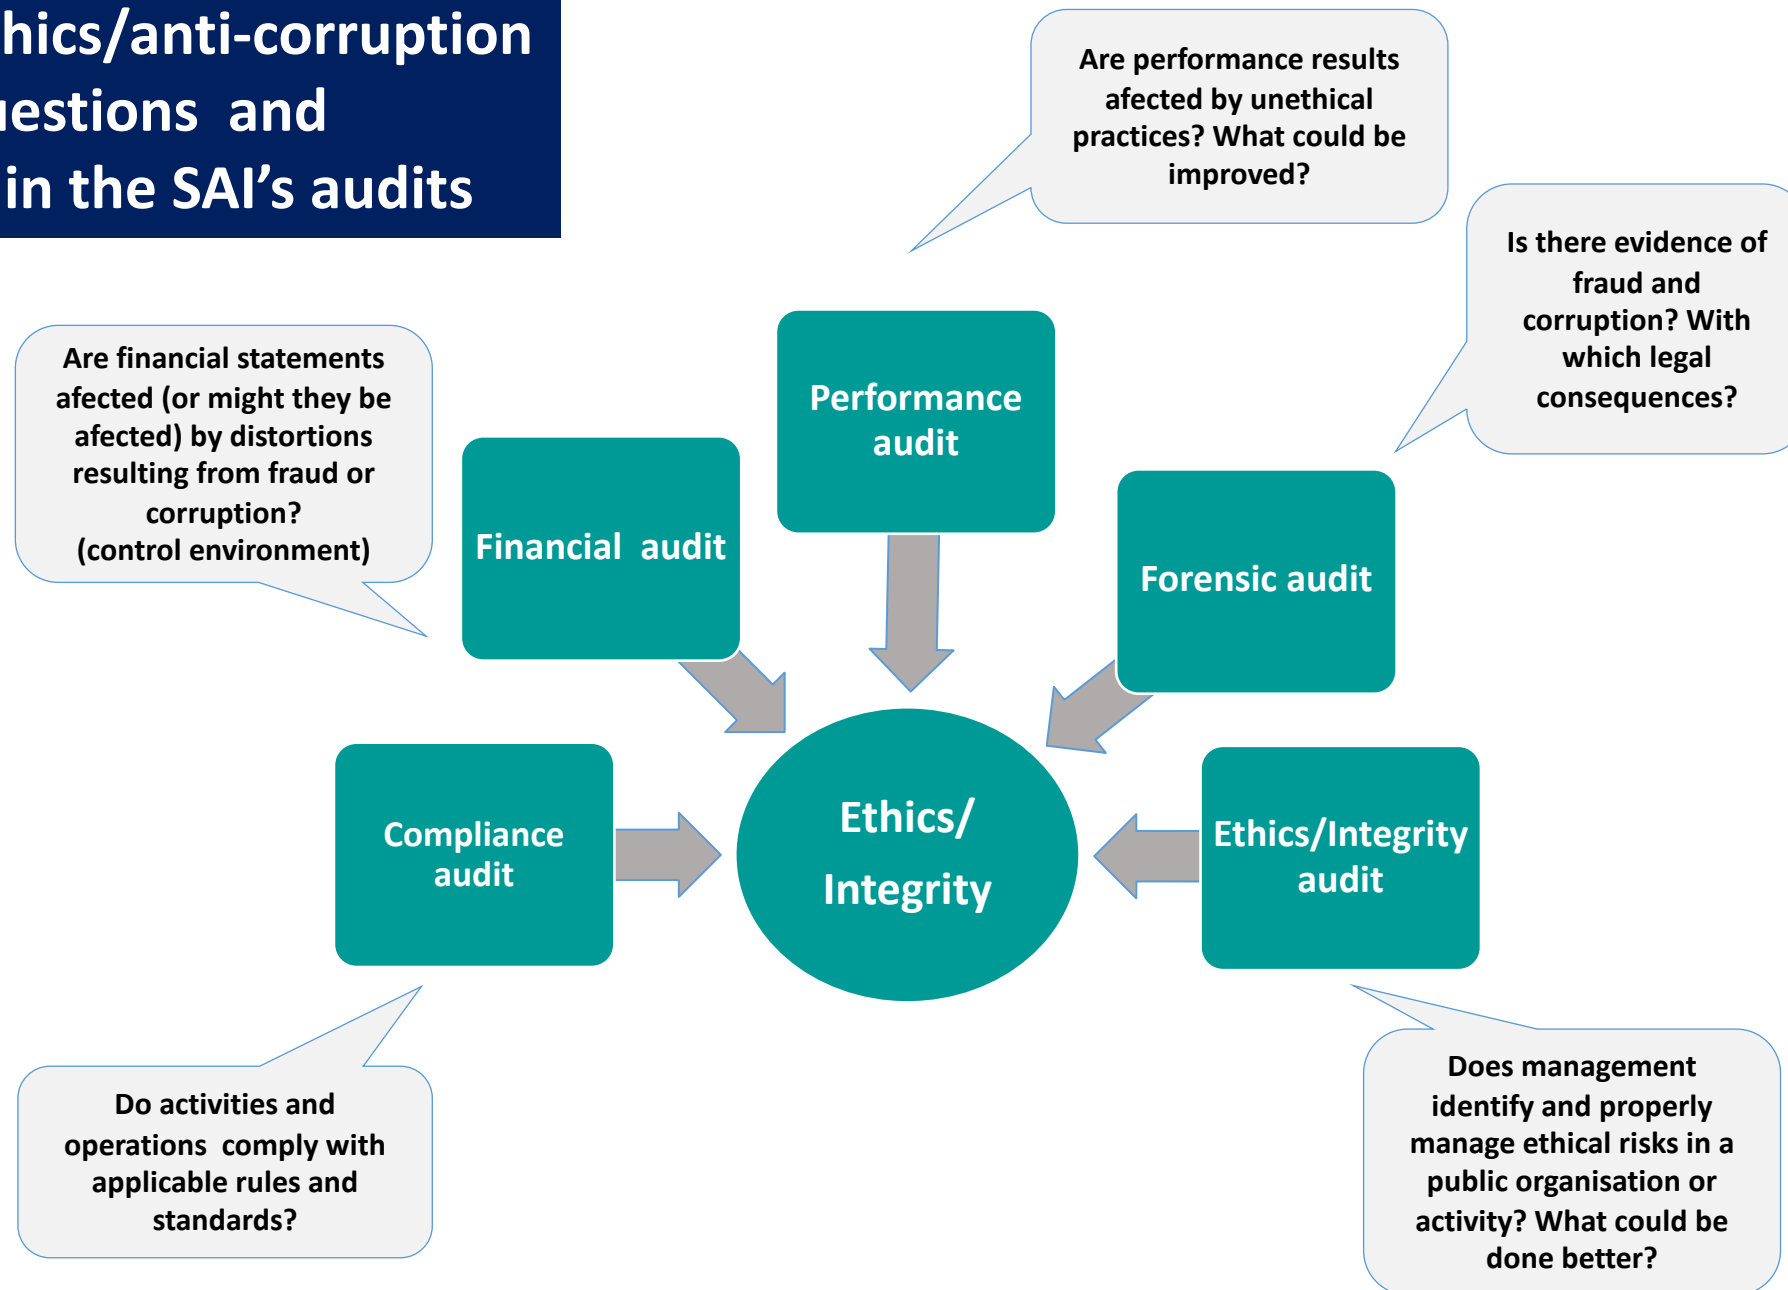 hics/anti-corruption
uestions and
in the SAI's audits
Are performance results
afected by unethical
practices? What could be
improved?
Is there evidence of
fraud and
corruption? With
which legal
consequences?
Are financial statements
afected (or might they be
afected) by distortions
resulting from fraud or
corruption?
(control environment)
Performance
audit
Financial audit
Forensic audit
Compliance
audit
Ethics/
Integrity
Ethics/Integrity
audit
Do activities and
operations comply with
applicable rules and
standards?
Does management
identify and properly
manage ethical risks in a
public organisation or
activity? What could be
done better?